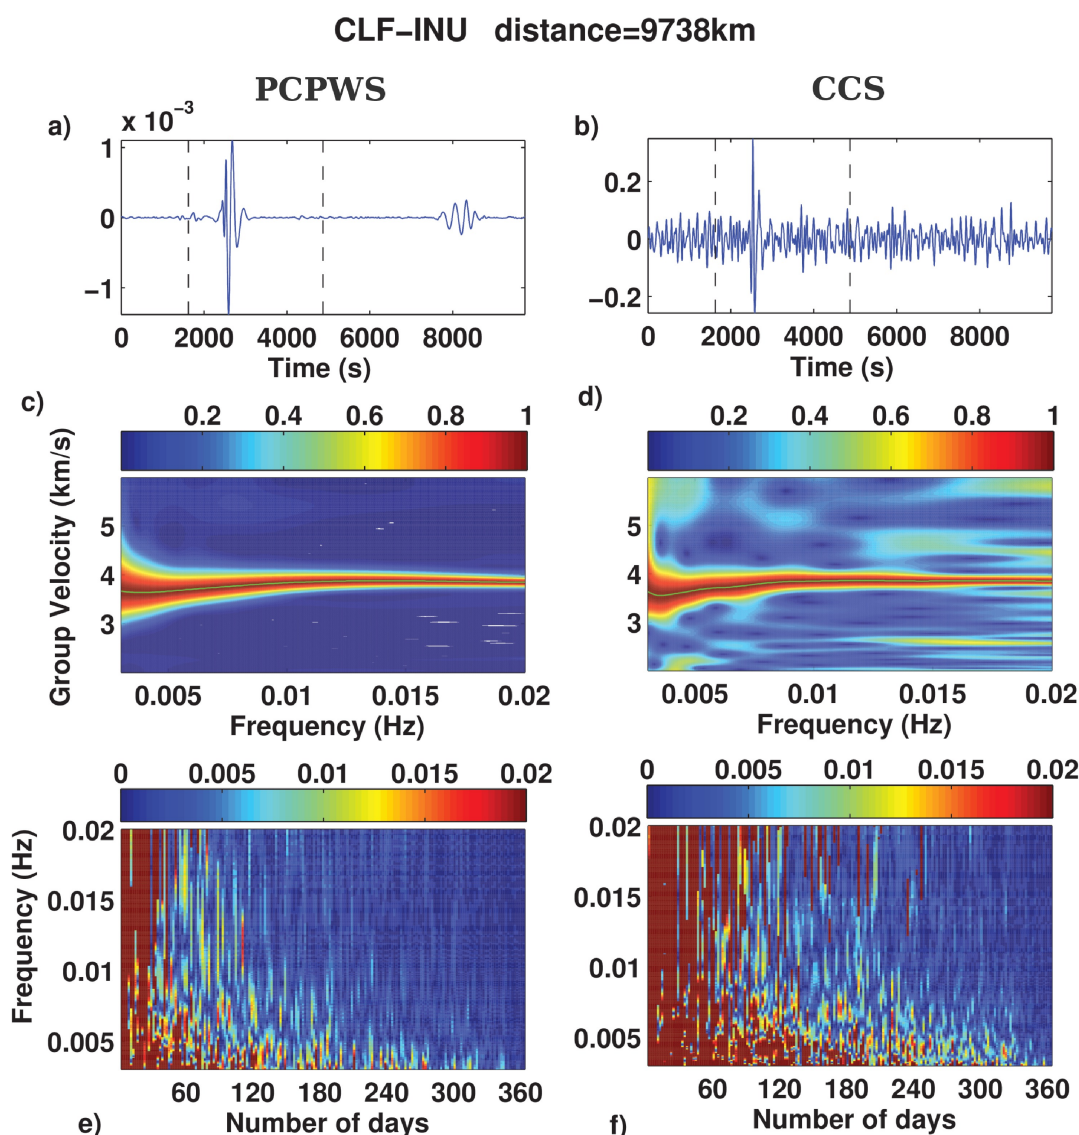 CLF−INU distance=9738km
PCPWS CCS
a) x 10−3 b)
1
0
−1
0.2
0
−0.2
0 2000 4000 6000 8000 0 2000 4000 6000 8000
Time (s) Time (s)
c) d)
0.2 0.4 0.6 0.8 1 0.2 0.4 0.6 0.8 1
Group Velocity (km/s)
5
4
3
5
4
3
0.005 0.01 0.015 0.02 0.005 0.01 0.015 0.02
Frequency (Hz) Frequency (Hz)
0 0.005 0.01 0.015 0.02 0 0.005 0.01 0.015 0.02
Frequency (Hz)
0.02
0.015
0.01
0.005
0.02
0.015
0.01
0.005
60 120 180 240 300 360 60 120 180 240 300 360
Number of days Number of days
e) f)